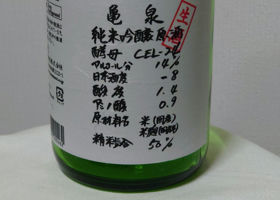 亀泉
生
純米吟醸原酒
酵母 CEL-24
アルコール分 14%
日本酒度 -8
酸度 1.4
アミノ酸 0.9
原材料名 米(国産)
米麹(国産米)
精米歩合 50%